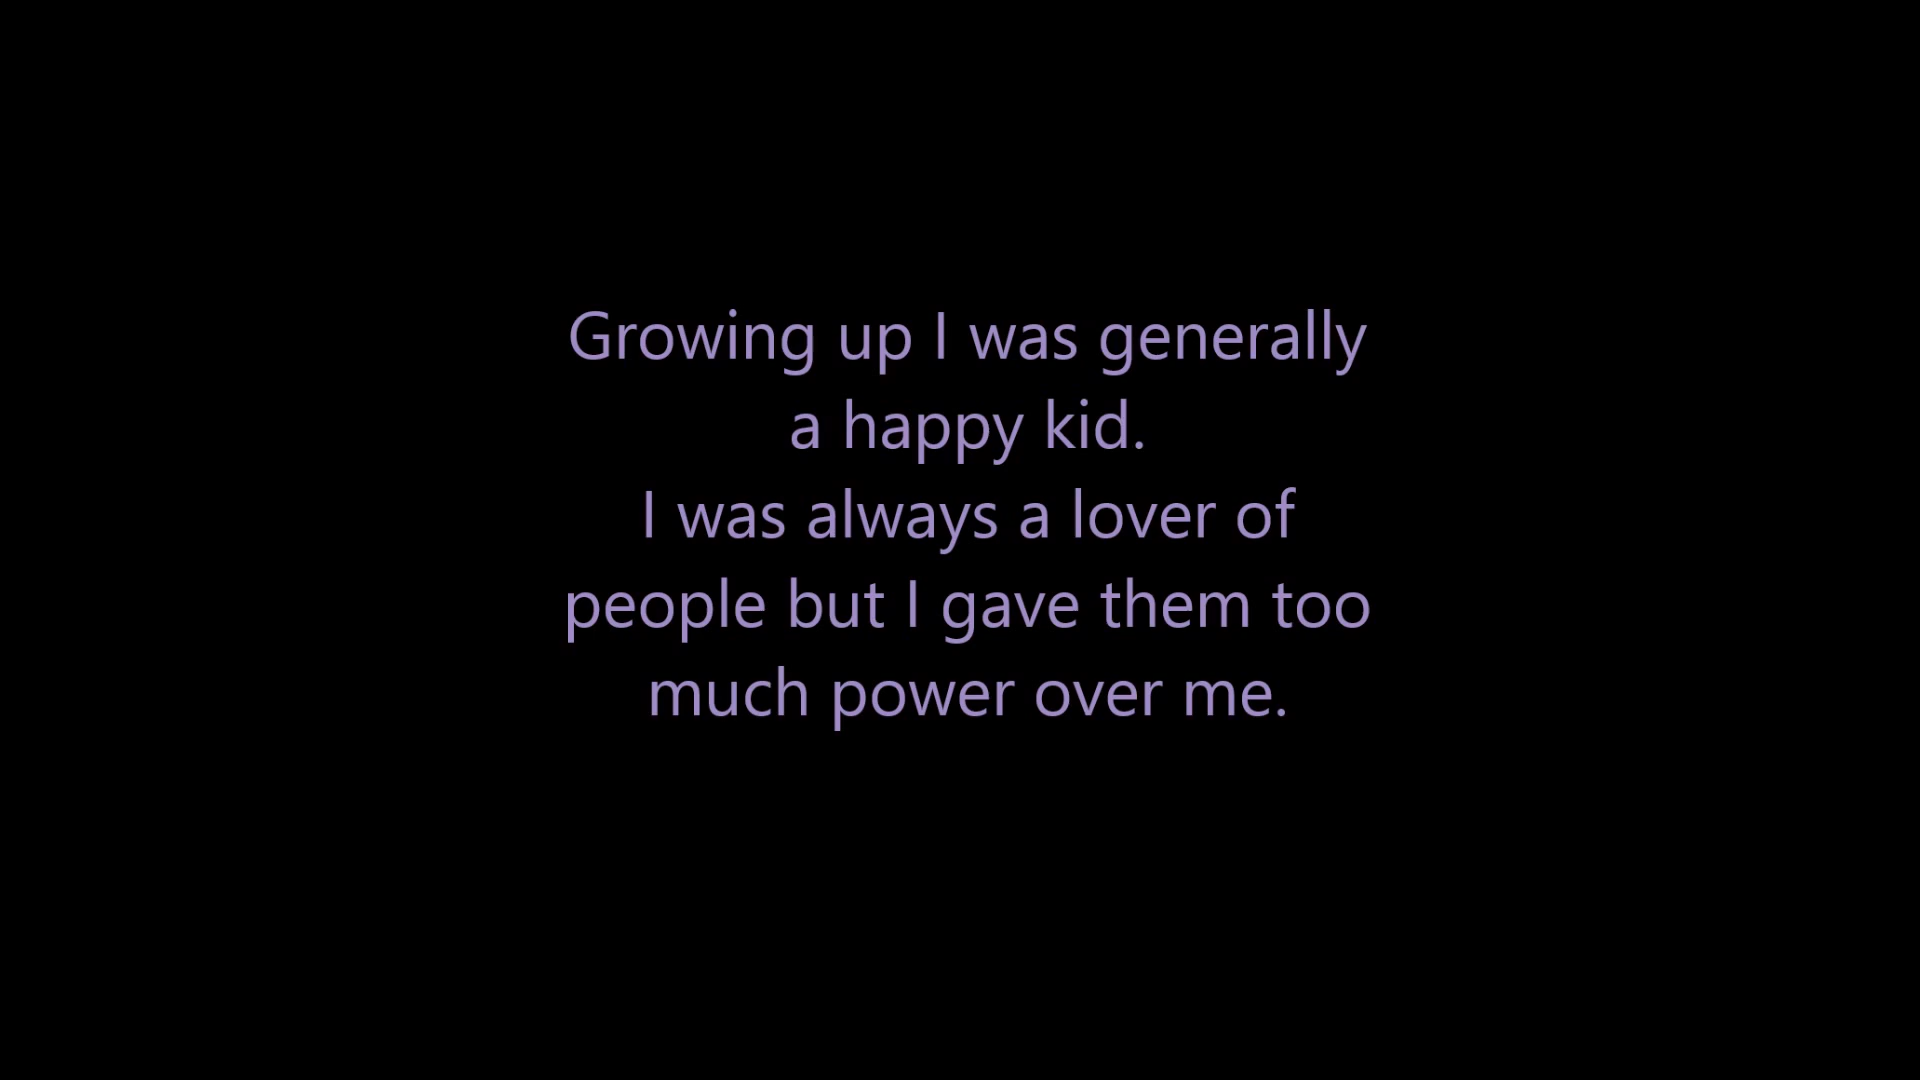 Growing up I was generally
a happy kid.
I was always a lover of
people but I gave them too
much power over me.